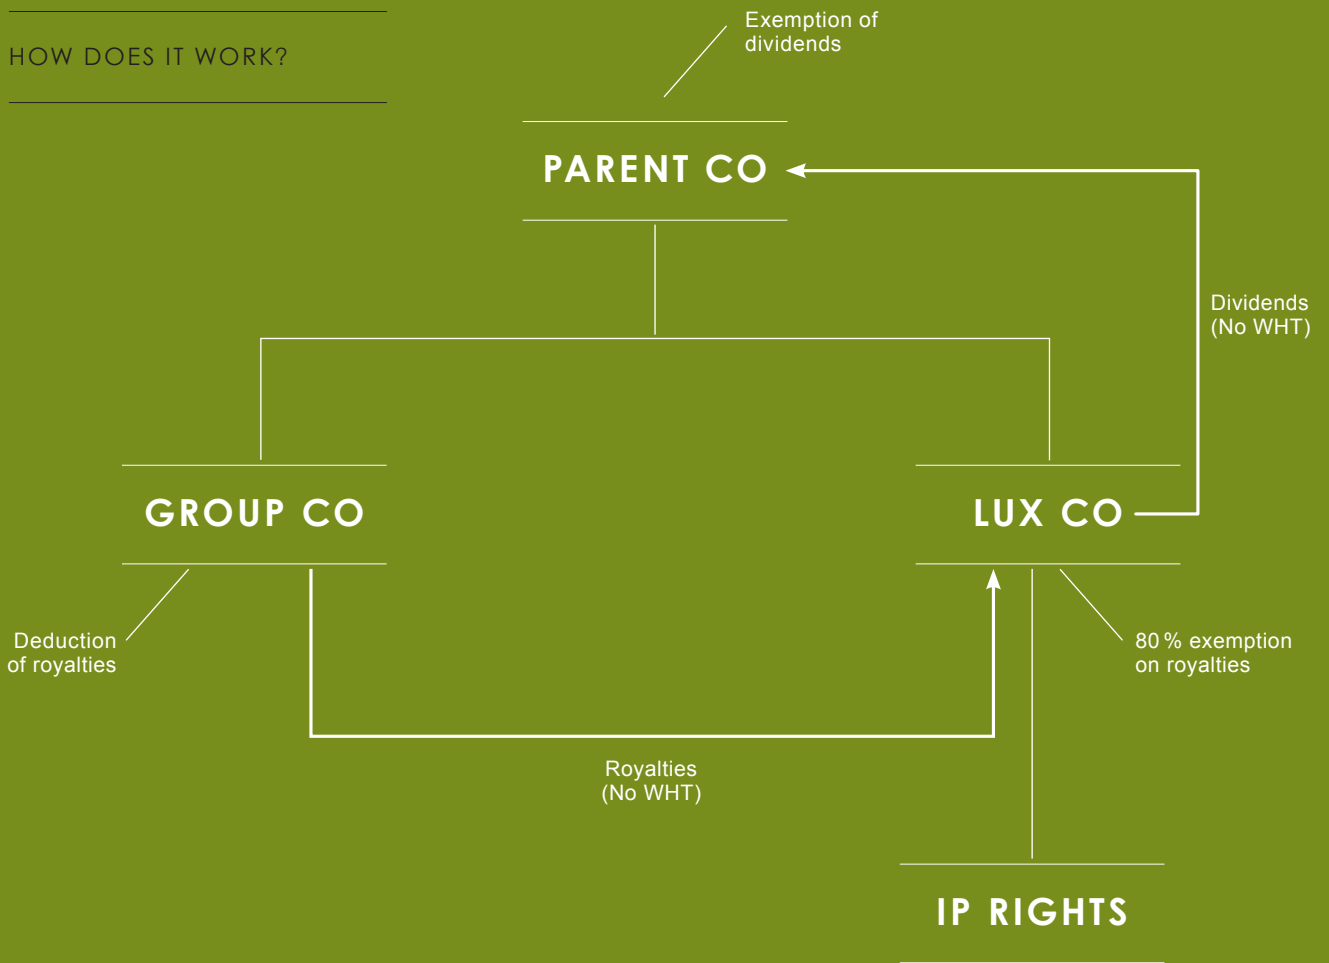 HOW DOES IT WORK?
Exemption of
dividends
PARENT CO
Dividends
(No WHT)
GROUP CO
LUX CO
Deduction
of royalties
80 % exemption
on royalties
Royalties
(No WHT)
IP RIGHTS